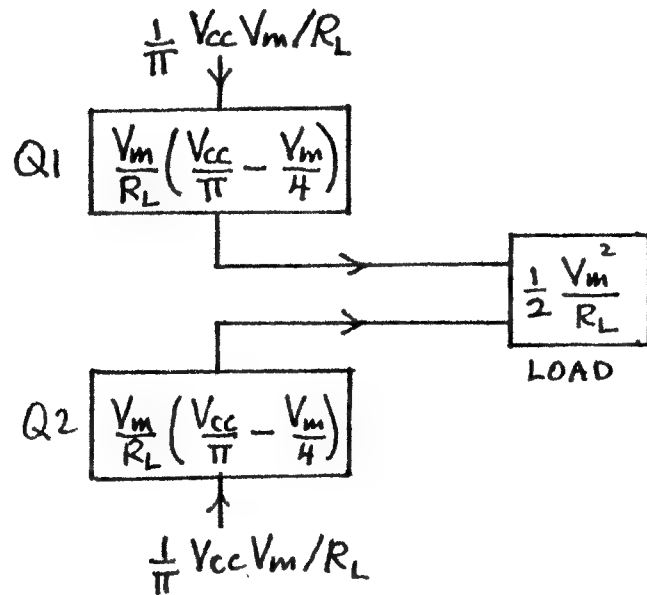 1/π Vcc Vm/RL
Q1
Vm/RL (Vcc/π - Vm/4)
1/2 Vm²/RL
LOAD
Q2
Vm/RL (Vcc/π - Vm/4)
1/π Vcc Vm/RL